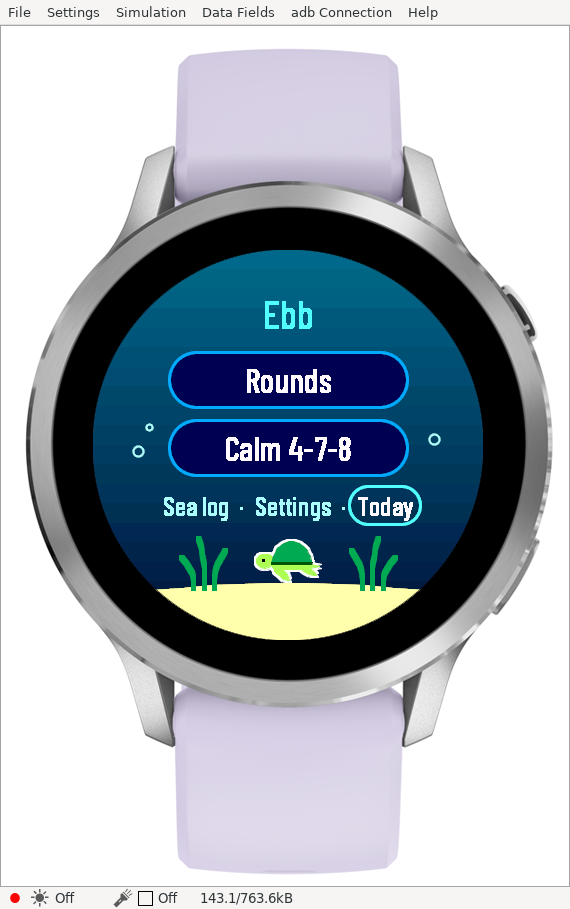 File Settings Simulation Data Fields adb Connection Help
Ebb
Rounds
Calm 4-7-8
Sea log · Settings · Today
Off Off 143.1/763.6kB